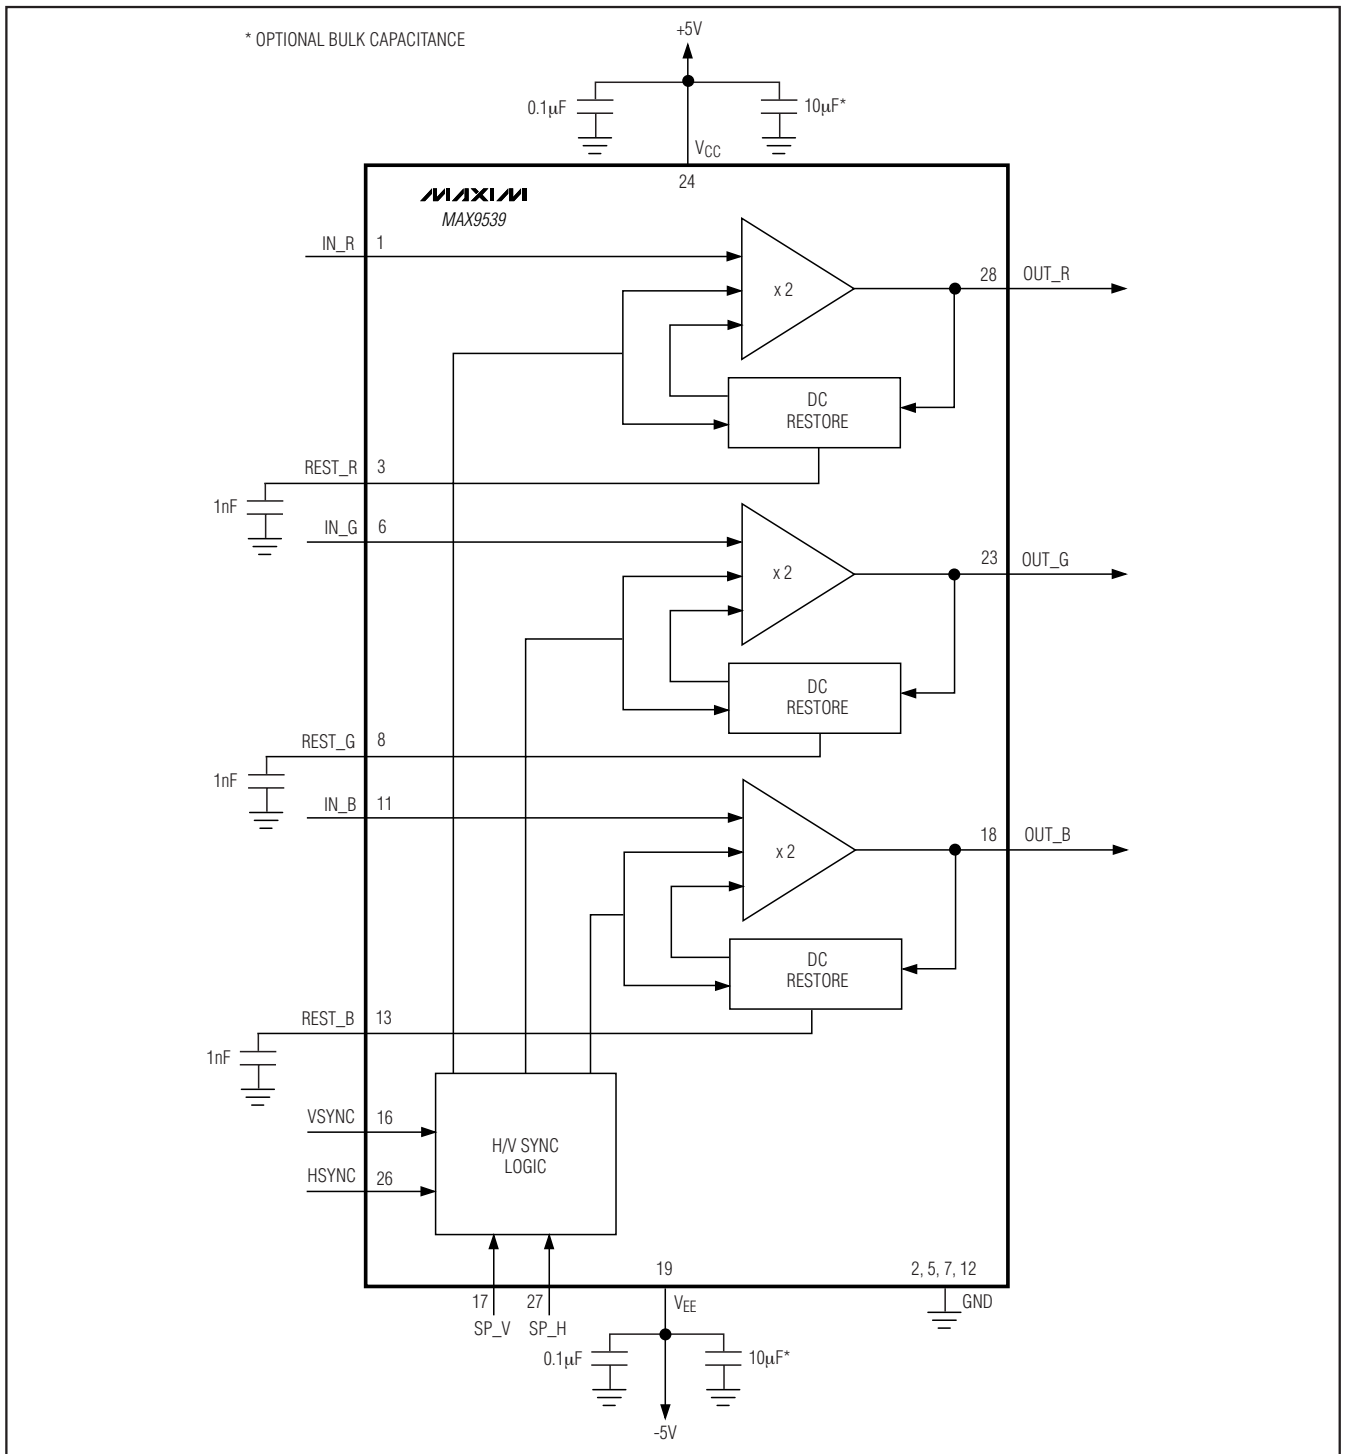 * OPTIONAL BULK CAPACITANCE
+5V
0.1µF
10µF*
VCC
24
MAXIM
MAX9539
IN_R
1
x 2
28
OUT_R
DC
RESTORE
REST_R
3
1nF
IN_G
6
x 2
23
OUT_G
DC
RESTORE
REST_G
8
1nF
IN_B
11
x 2
18
OUT_B
DC
RESTORE
REST_B
13
1nF
VSYNC
16
H/V SYNC
LOGIC
HSYNC
26
19
2, 5, 7, 12
17
27
VEE
GND
SP_V
SP_H
0.1µF
10µF*
-5V